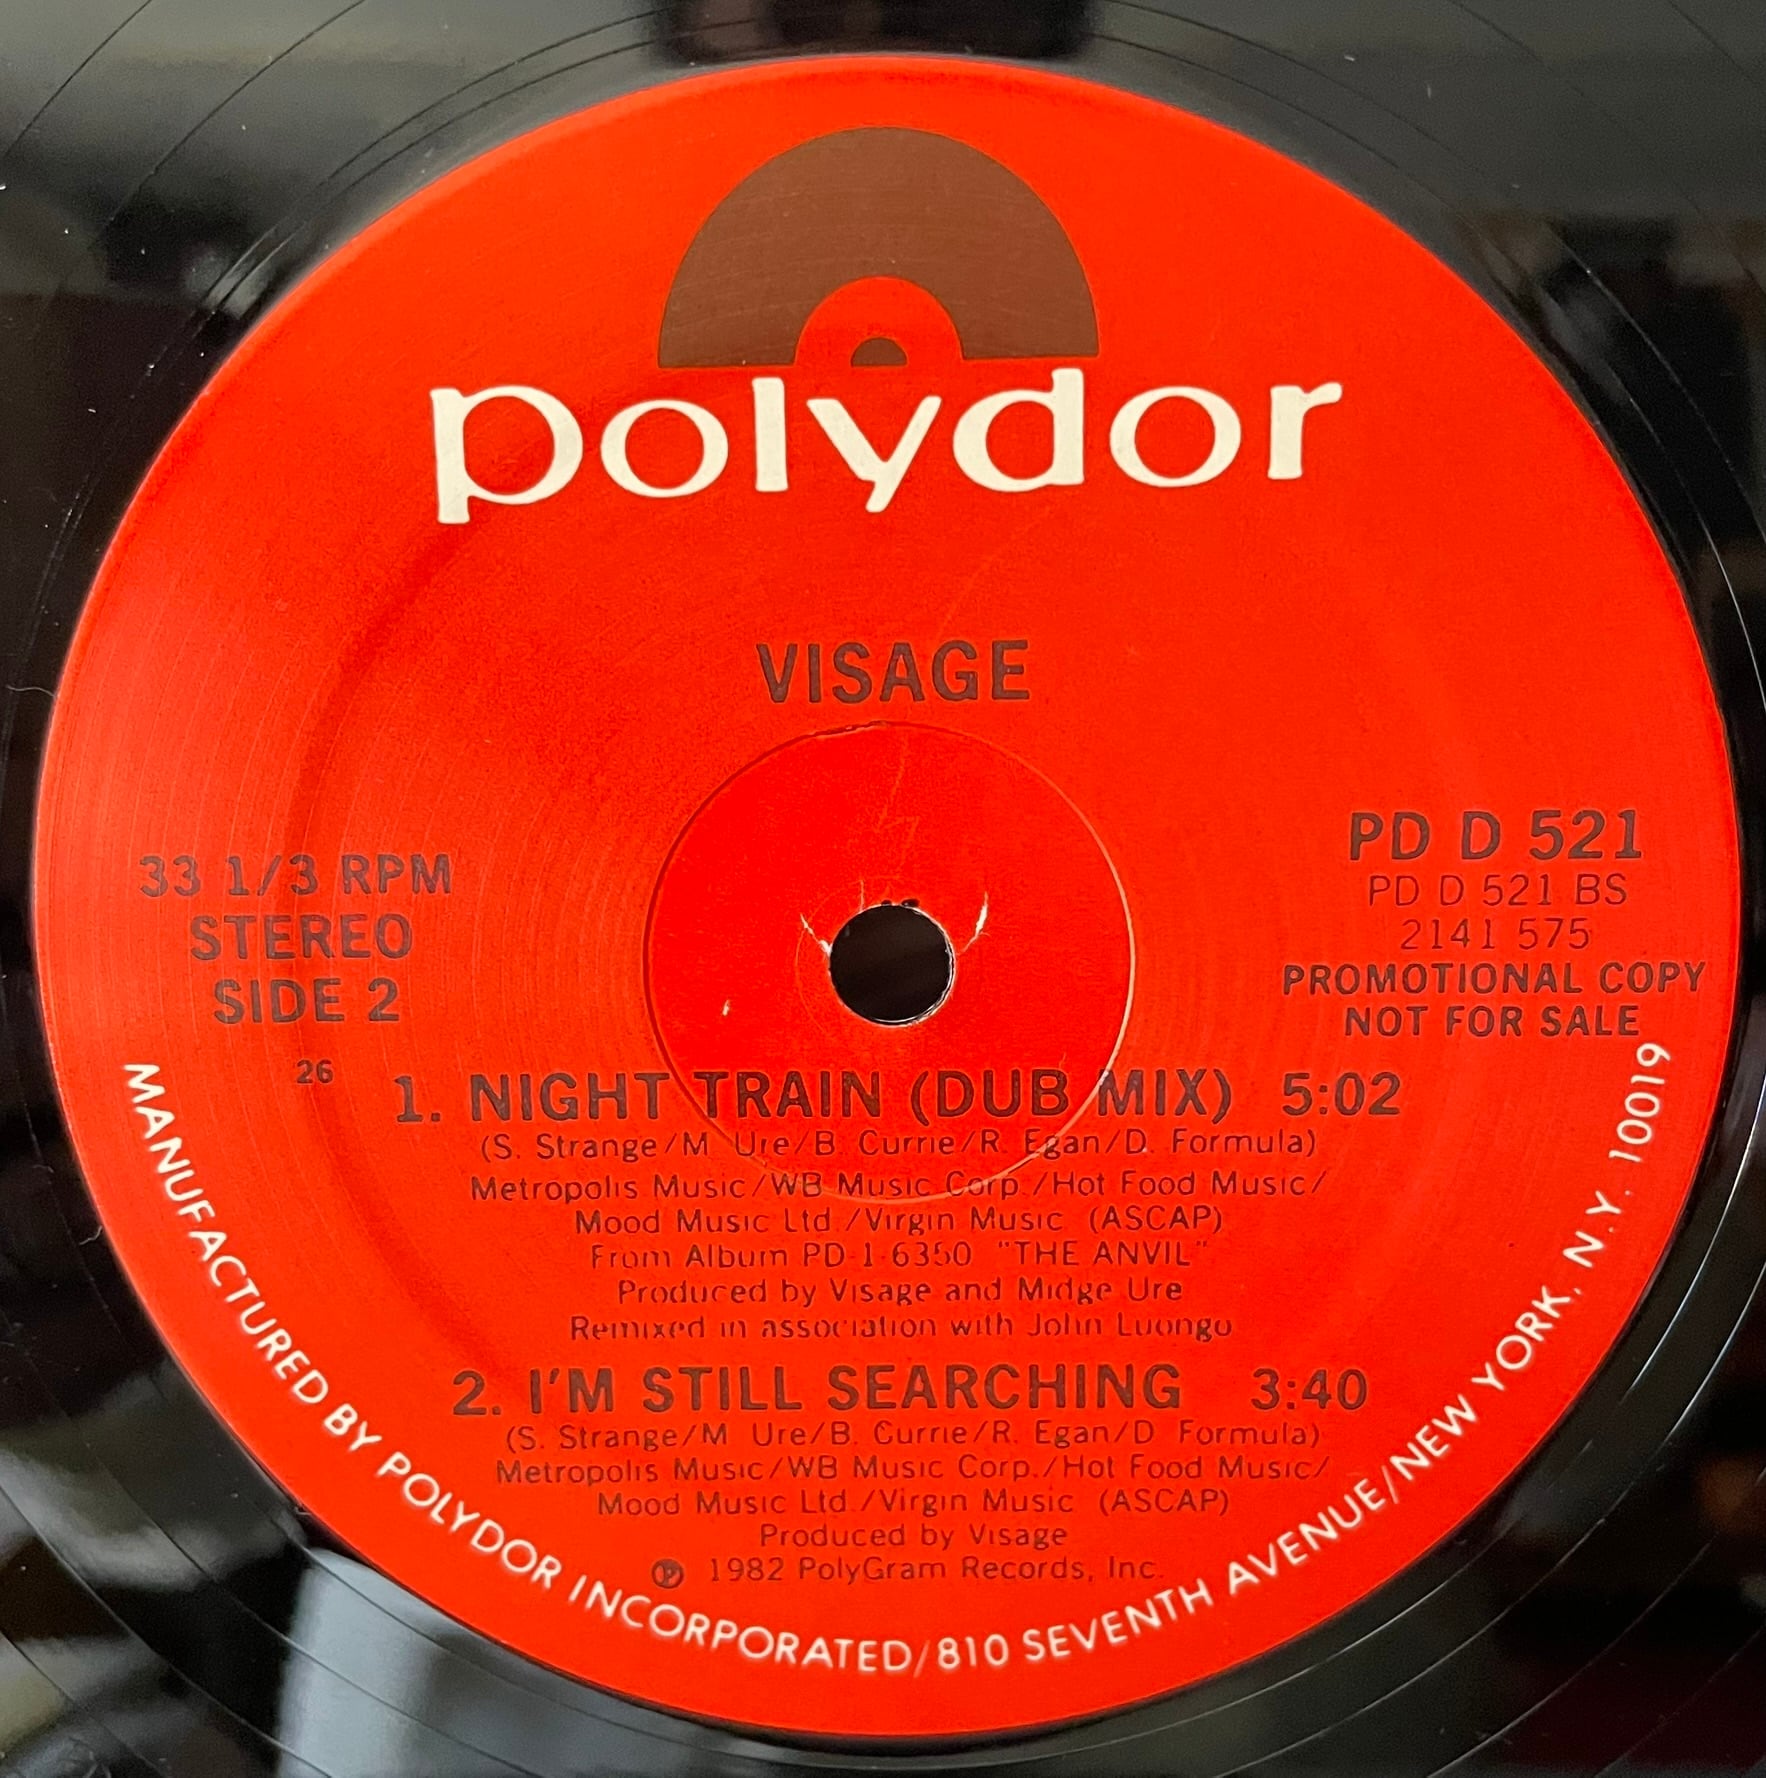 polydor
VISAGE
33 1/3 RPM
STEREO
SIDE 2
26
PD D 521
PD D 521 BS
2141 575
PROMOTIONAL COPY
NOT FOR SALE
1. NIGHT TRAIN (DUB MIX) 5:02
(S. Strange/M. Ure/B. Currie/R. Egan/D. Formula)
Metropolis Music/WB Music Corp./Hot Food Music/
Mood Music Ltd./Virgin Music (ASCAP)
From Album PD-1-6350 "THE ANVIL"
Produced by Visage and Midge Ure
Remixed in association with John Luongo
2. I'M STILL SEARCHING 3:40
(S. Strange/M Ure/B. Currie/R. Egan/D Formula)
Metropolis Music/WB Music Corp./Hot Food Music/
Mood Music Ltd./Virgin Music (ASCAP)
Produced by Visage
Ⓟ 1982 PolyGram Records, Inc.
MANUFACTURED BY POLYDOR INCORPORATED/810 SEVENTH AVENUE/NEW YORK, N.Y. 10019